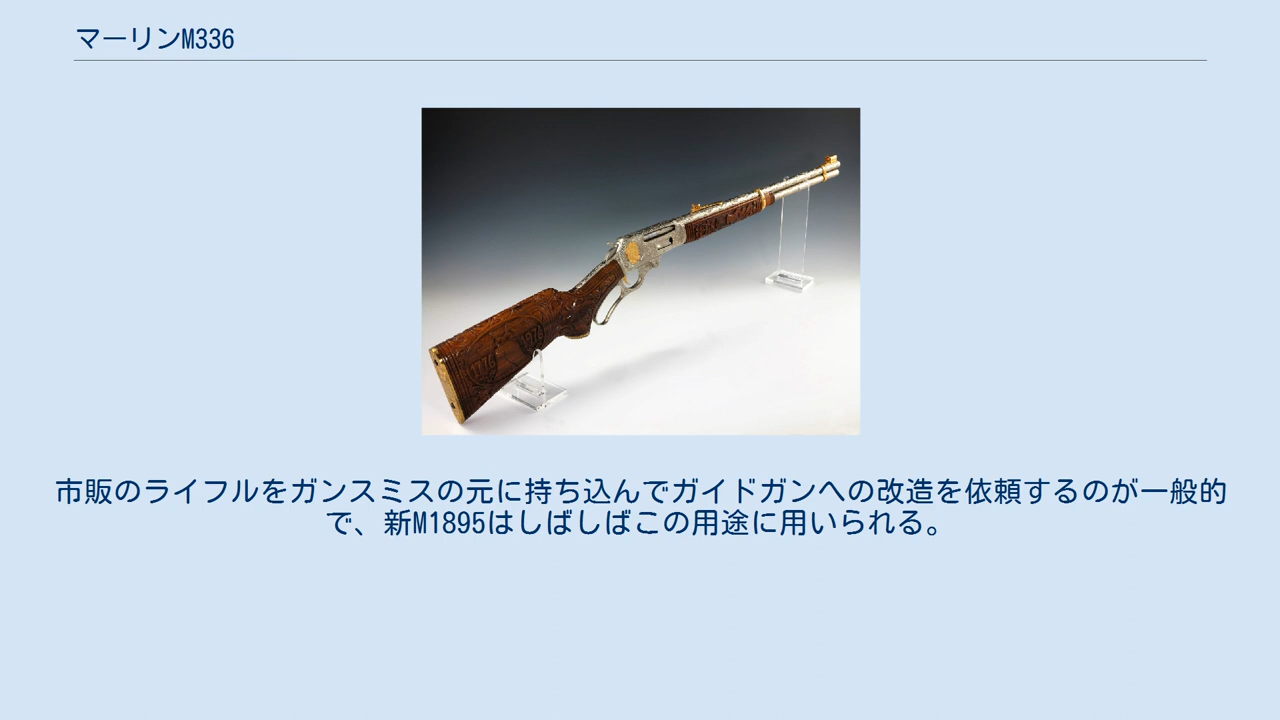 マーリンM336
1776
1976
市販のライフルをガンスミスの元に持ち込んでガイドガンへの改造を依頼するのが一般的
で、新M1895はしばしばこの用途に用いられる。